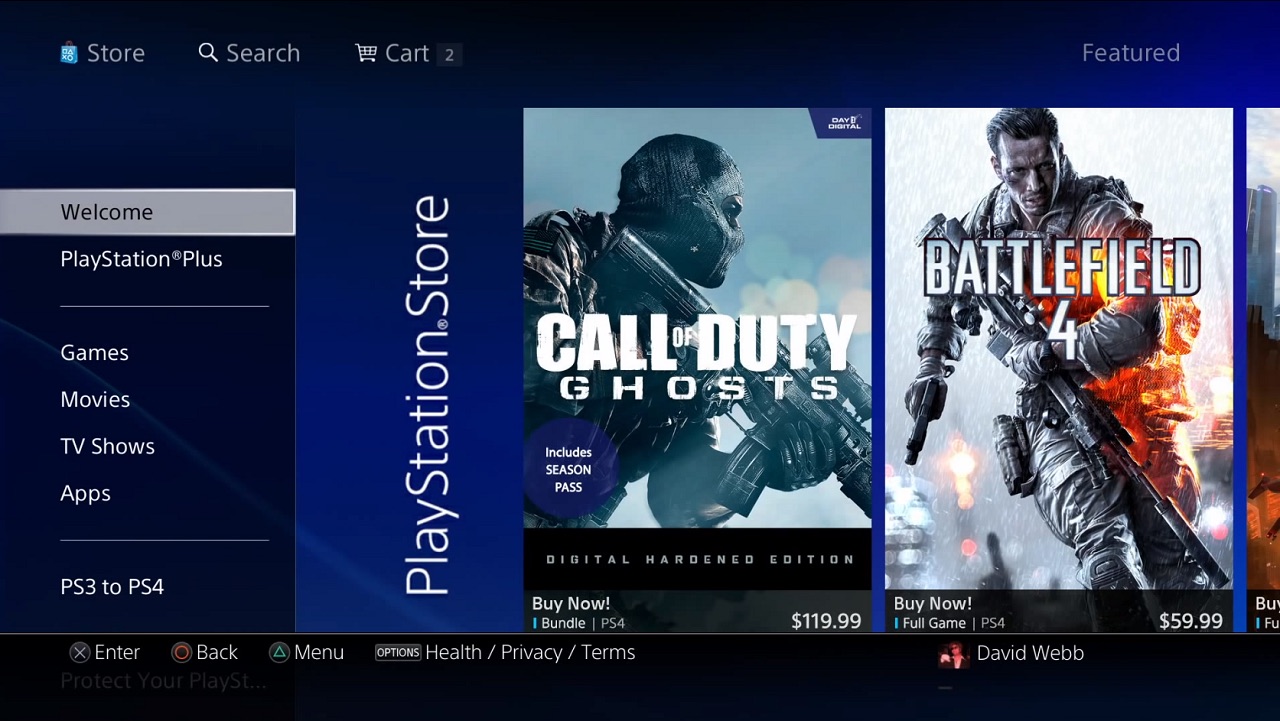 Store
Search
Cart 2
Featured
Welcome
PlayStation®Plus
Games
Movies
TV Shows
Apps
PS3 to PS4
Protect Your PlaySt...
PlayStation®Store
DAY 1
DIGITAL
CALL OF DUTY
GHOSTS
Includes
SEASON
PASS
DIGITAL HARDENED EDITION
Buy Now!
Bundle | PS4 $119.99
BATTLEFIELD
4
Buy Now!
Full Game | PS4 $59.99
Bu
Fu
Enter
Back
Menu
OPTIONS Health / Privacy / Terms
David Webb